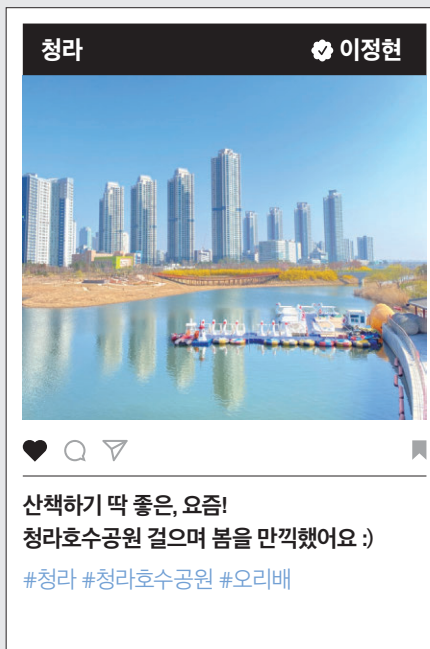 청라 이정현
산책하기 딱 좋은, 요즘!
청라호수공원 걸으며 봄을 만끽했어요 :)
#청라 #청라호수공원 #오리배